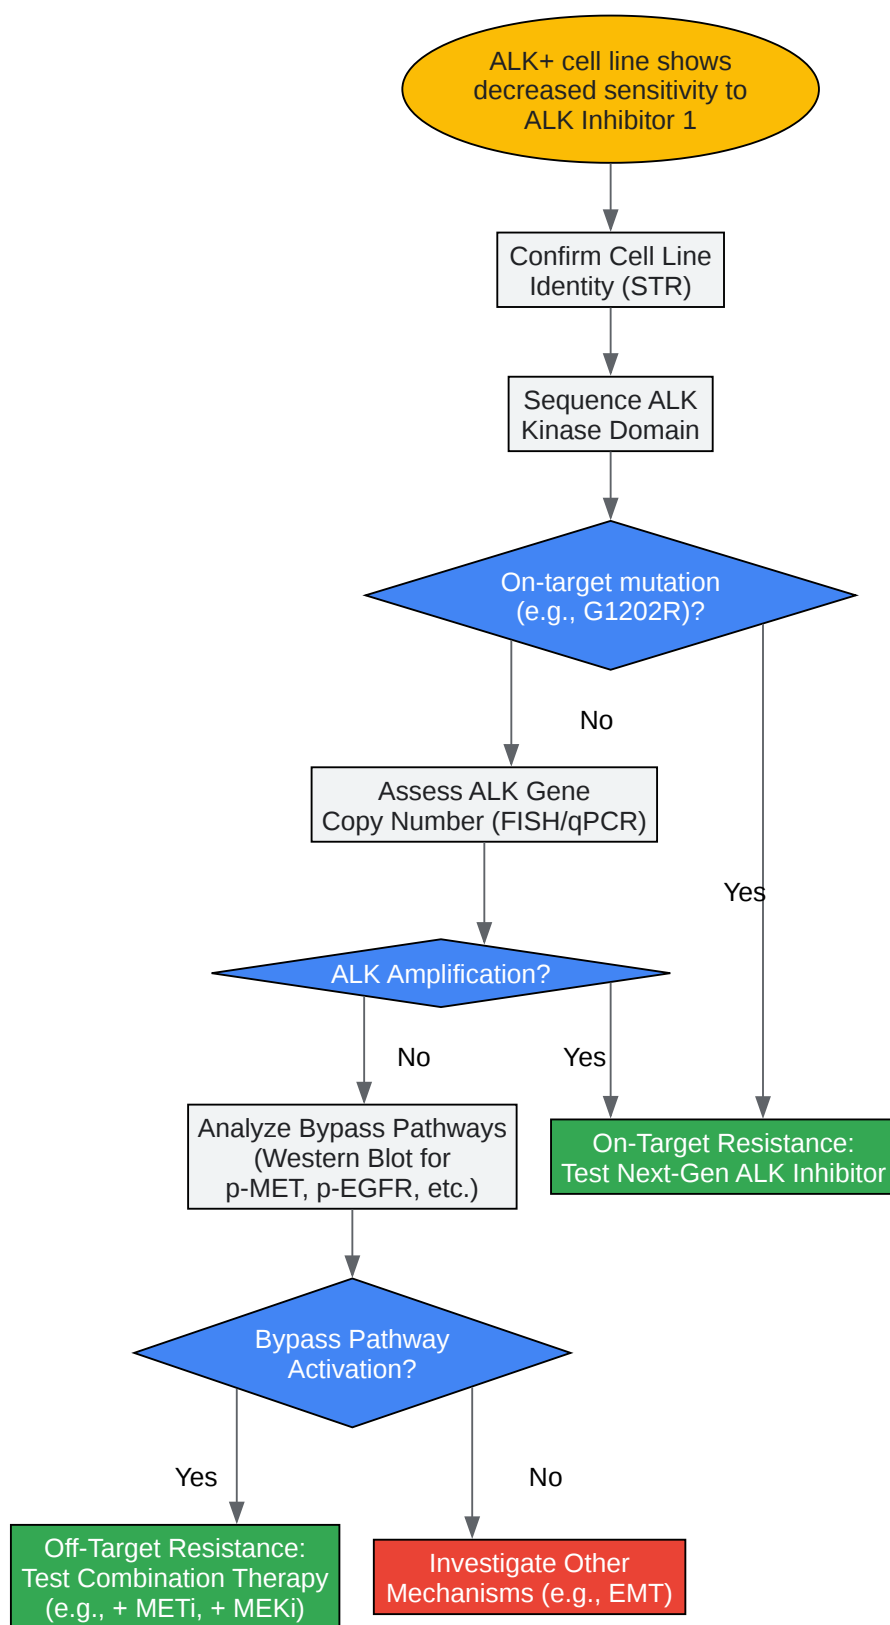 ALK+ cell line shows
decreased sensitivity to
ALK Inhibitor 1
Confirm Cell Line
Identity (STR)
Sequence ALK
Kinase Domain
On-target mutation
(e.g., G1202R)?
No
Assess ALK Gene
Copy Number (FISH/qPCR)
Yes
ALK Amplification?
No
Yes
Analyze Bypass Pathways
(Western Blot for
p-MET, p-EGFR, etc.)
On-Target Resistance:
Test Next-Gen ALK Inhibitor
Bypass Pathway
Activation?
Yes
No
Off-Target Resistance:
Test Combination Therapy
(e.g., + METi, + MEKi)
Investigate Other
Mechanisms (e.g., EMT)